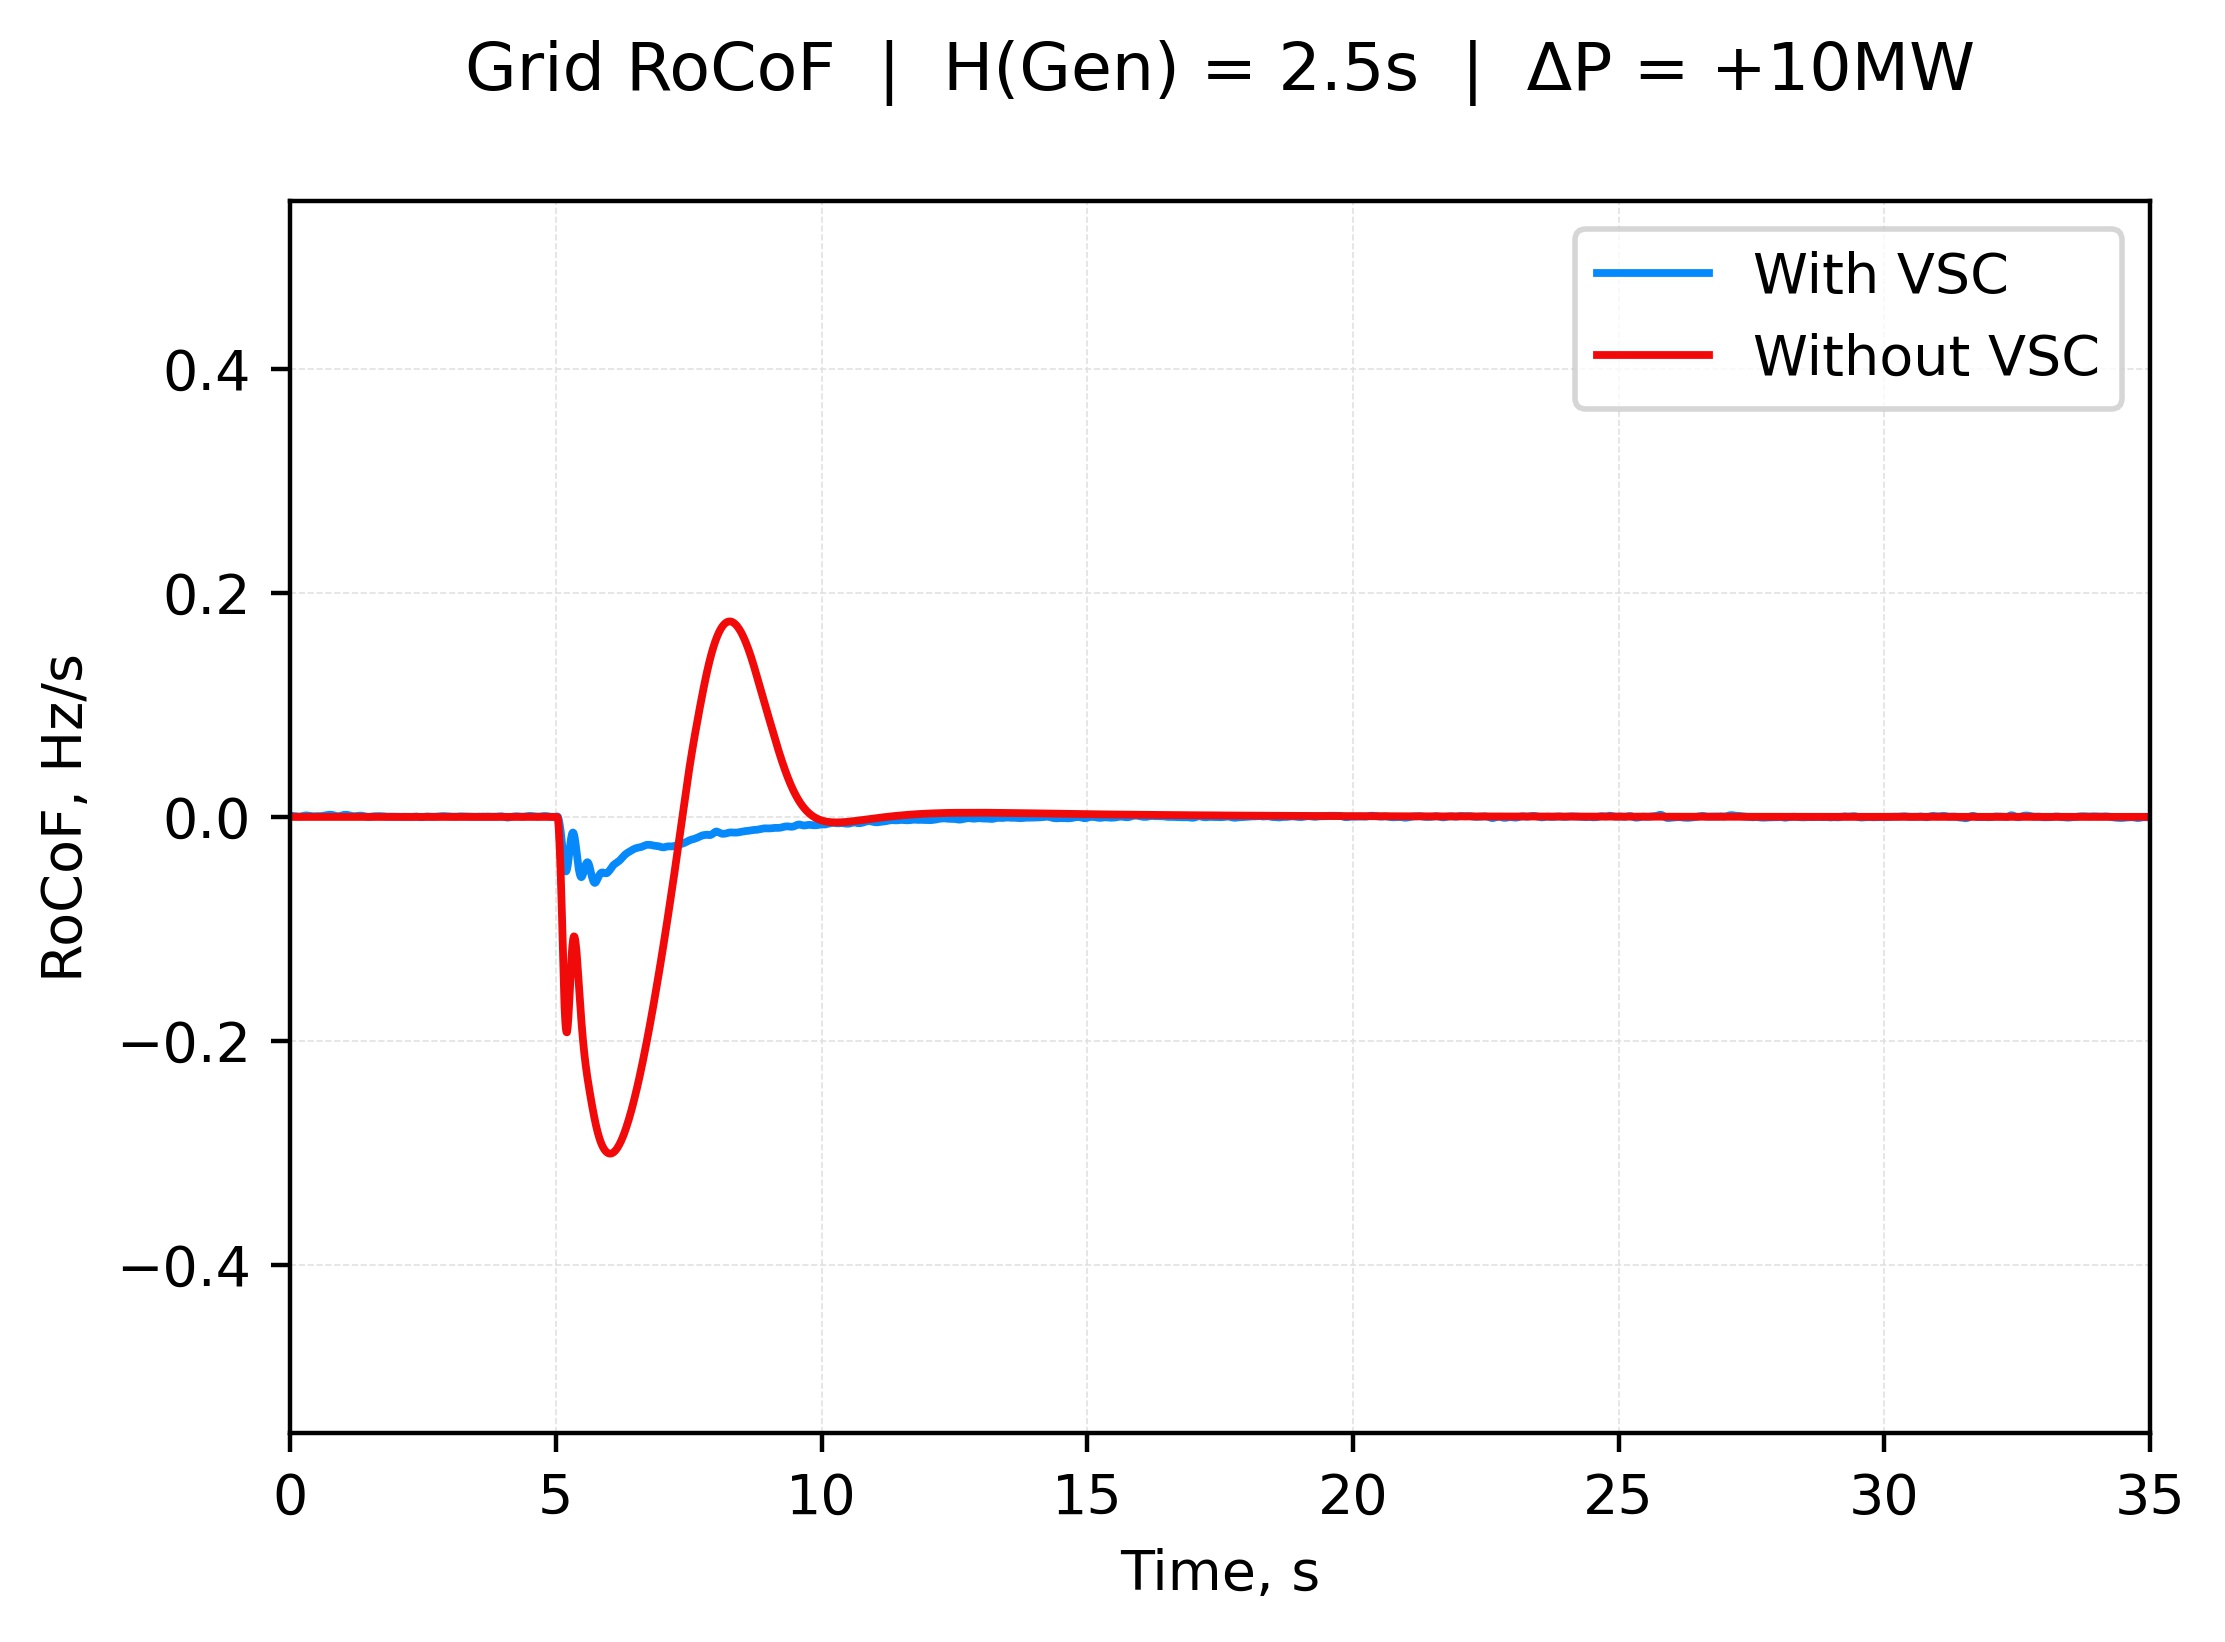 Grid RoCoF | H(Gen) = 2.5s | ΔP = +10MW
With VSC
Without VSC
0.4
0.2
0.0
−0.2
−0.4
RoCoF, Hz/s
0 5 10 15 20 25 30 35
Time, s